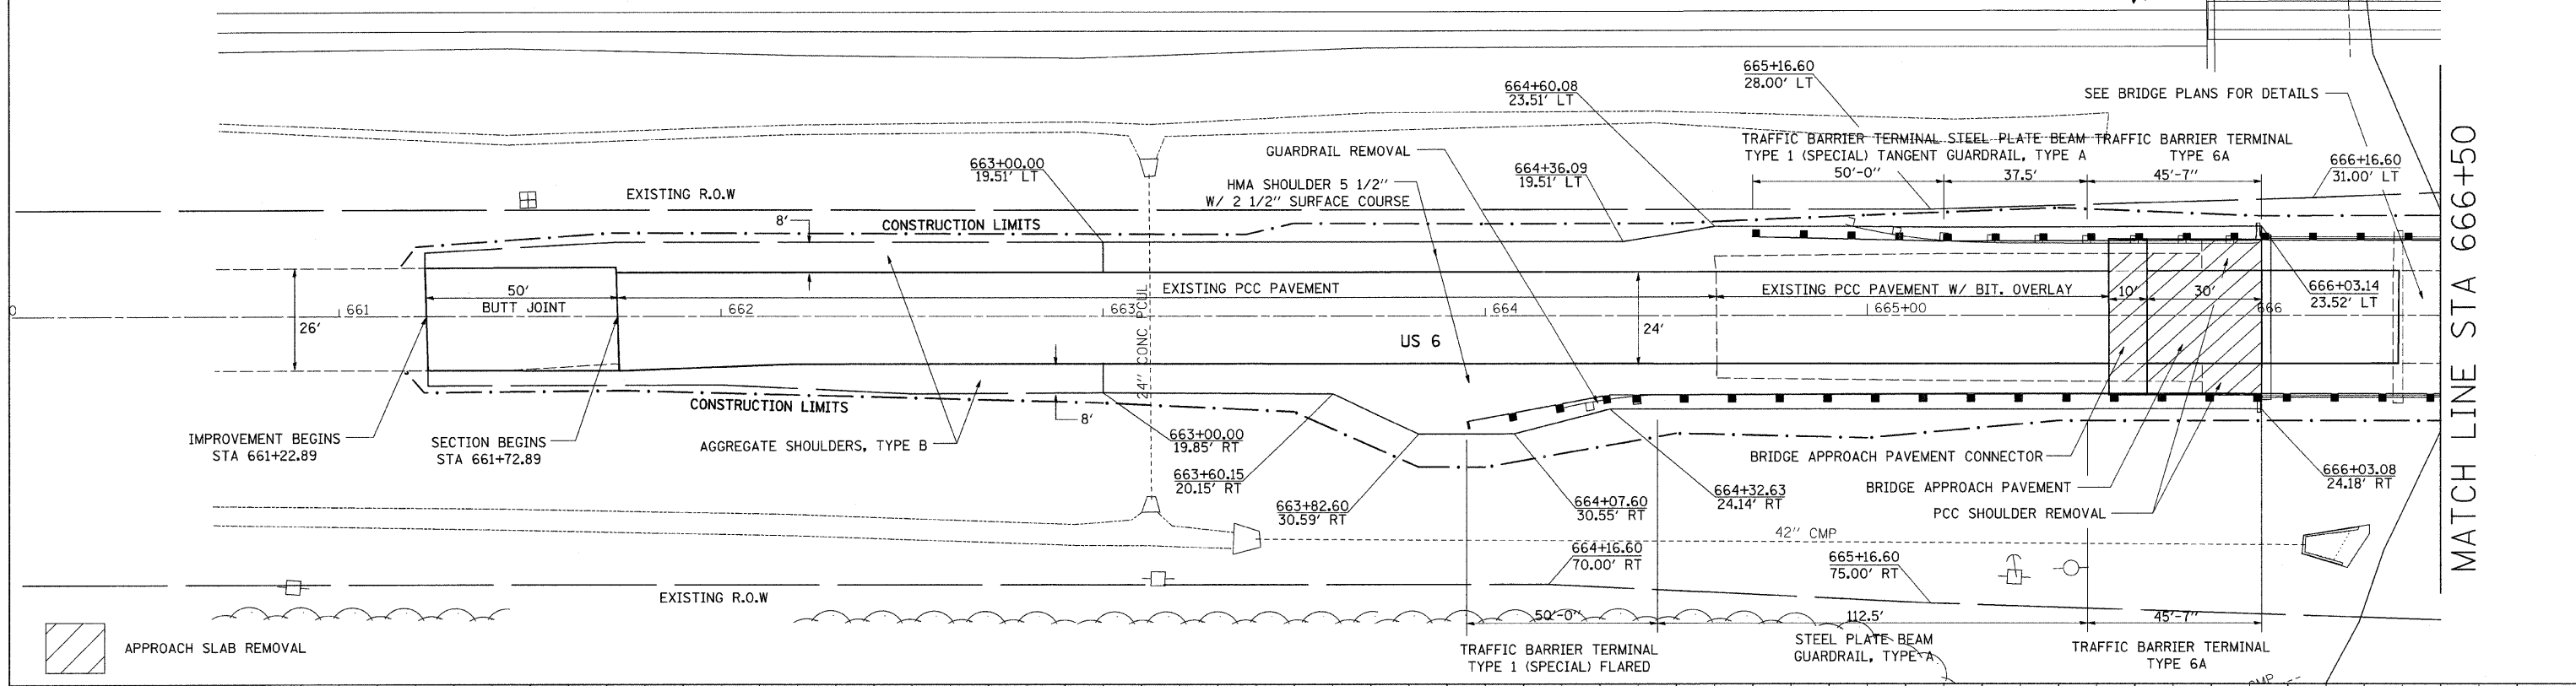 665+16.60
28.00' LT
664+60.08
23.51' LT
SEE BRIDGE PLANS FOR DETAILS
TRAFFIC BARRIER TERMINAL
TYPE 1 (SPECIAL) TANGENT
STEEL PLATE BEAM
GUARDRAIL, TYPE A
TRAFFIC BARRIER TERMINAL
TYPE 6A
GUARDRAIL REMOVAL
663+00.00
19.51' LT
664+36.09
19.51' LT
666+16.60
31.00' LT
50'-0"
37.5'
45'-7"
HMA SHOULDER 5 1/2"
W/ 2 1/2" SURFACE COURSE
EXISTING R.O.W
8'
CONSTRUCTION LIMITS
MATCH LINE STA 666+50
50'
BUTT JOINT
EXISTING PCC PAVEMENT
EXISTING PCC PAVEMENT W/ BIT. OVERLAY
10'
30'
666+03.14
23.52' LT
0
661
662
663
664
665+00
666
26'
24" CONC PCUL
US 6
24'
CONSTRUCTION LIMITS
8'
IMPROVEMENT BEGINS
STA 661+22.89
SECTION BEGINS
STA 661+72.89
AGGREGATE SHOULDERS, TYPE B
663+00.00
19.85' RT
663+60.15
20.15' RT
663+82.60
30.59' RT
664+07.60
30.55' RT
664+32.63
24.14' RT
BRIDGE APPROACH PAVEMENT CONNECTOR
BRIDGE APPROACH PAVEMENT
PCC SHOULDER REMOVAL
666+03.08
24.18' RT
42" CMP
664+16.60
70.00' RT
665+16.60
75.00' RT
EXISTING R.O.W
50'-0"
112.5'
45'-7"
APPROACH SLAB REMOVAL
TRAFFIC BARRIER TERMINAL
TYPE 1 (SPECIAL) FLARED
STEEL PLATE BEAM
GUARDRAIL, TYPE A
TRAFFIC BARRIER TERMINAL
TYPE 6A
CMP